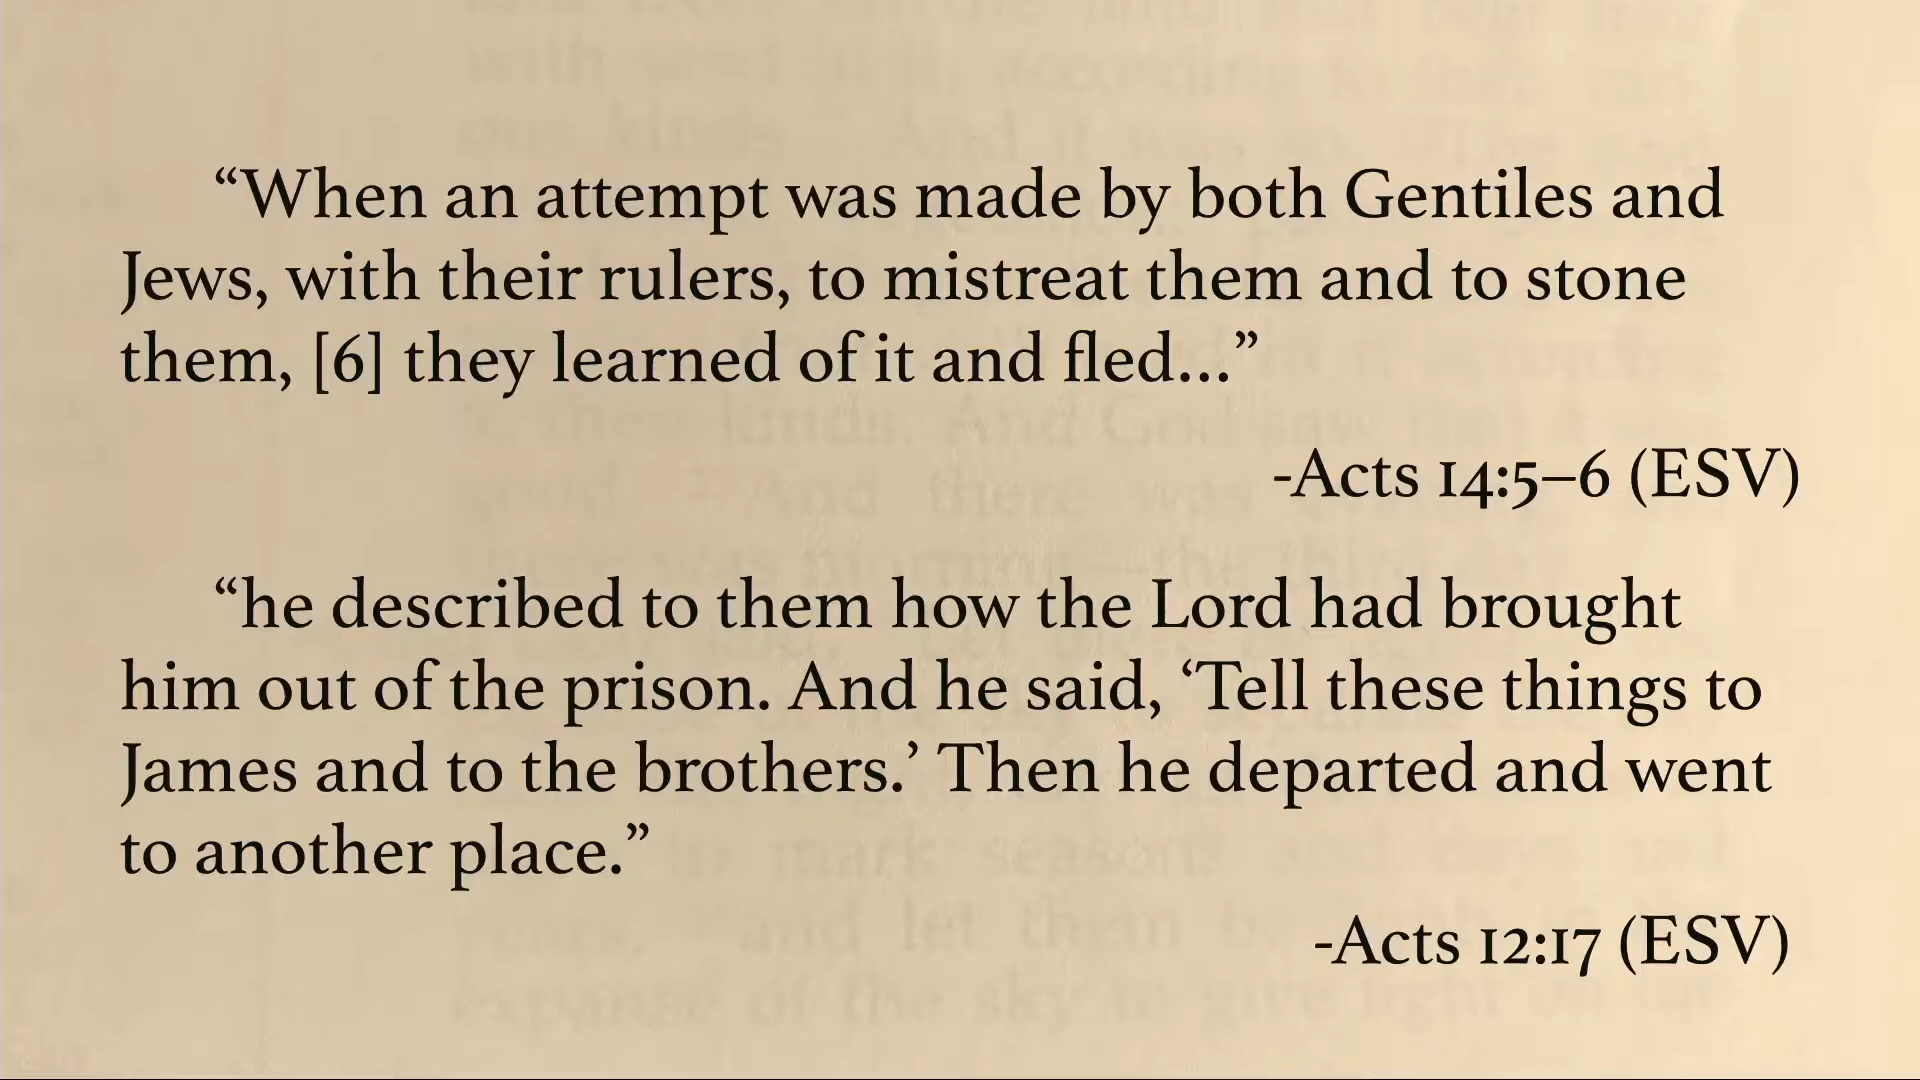 “When an attempt was made by both Gentiles and
Jews, with their rulers, to mistreat them and to stone
them, [6] they learned of it and fled...”
-Acts 14:5–6 (ESV)
“he described to them how the Lord had brought
him out of the prison. And he said, ‘Tell these things to
James and to the brothers.’ Then he departed and went
to another place.”
-Acts 12:17 (ESV)